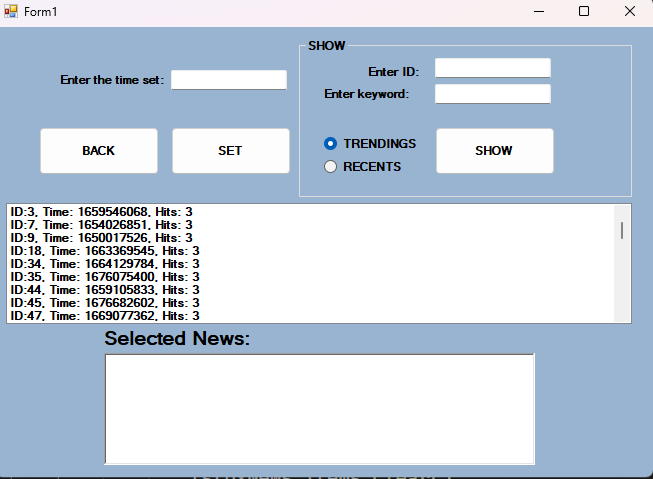 Form1
SHOW
Enter the time set:
Enter ID:
Enter keyword:
BACK
SET
TRENDINGS
RECENTS
SHOW
ID:3, Time: 1659546068, Hits: 3
ID:7, Time: 1654026851, Hits: 3
ID:9, Time: 1650017526, Hits: 3
ID:18, Time: 1663369545, Hits: 3
ID:34, Time: 1664129784, Hits: 3
ID:35, Time: 1676075400, Hits: 3
ID:44, Time: 1659105833, Hits: 3
ID:45, Time: 1676682602, Hits: 3
ID:47, Time: 1669077362, Hits: 3
Selected News: